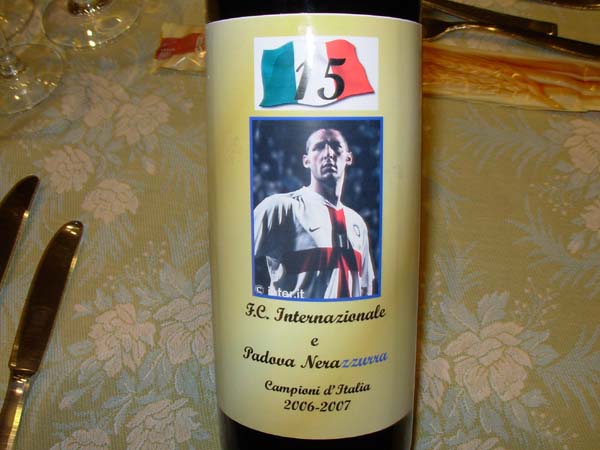 15
© inter.it
F.C. Internazionale
e
Padova Nerazzurra
Campioni d'Italia
2006-2007